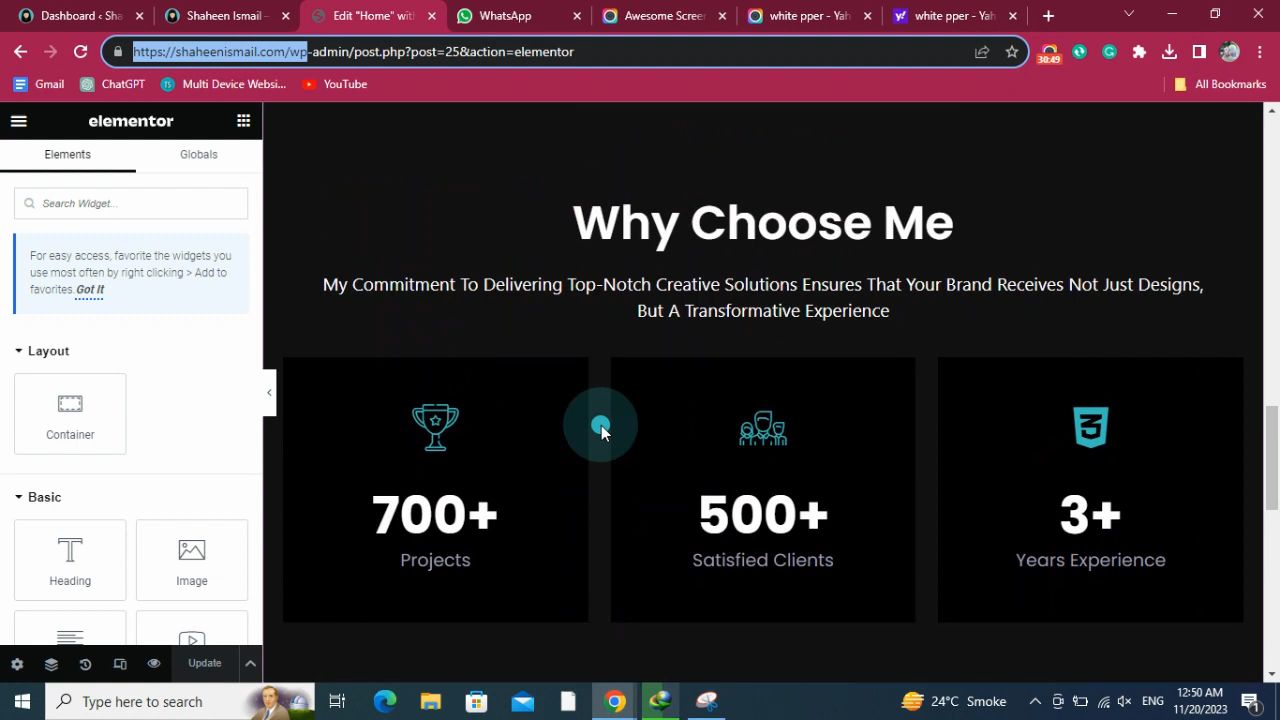 Dashboard ‹ Sha
Shaheen Ismail –
Edit "Home" with
WhatsApp
Awesome Scree
white pper - Yah
white pper - Yah
https://shaheenismail.com/wp-admin/post.php?post=25&action=elementor
30:49
Gmail
ChatGPT
Multi Device Websi...
YouTube
All Bookmarks
elementor
Elements
Globals
Search Widget...
For easy access, favorite the widgets you
use most often by right clicking > Add to
favorites. Got It
Layout
Container
Basic
Heading
Image
Update
Why Choose Me
My Commitment To Delivering Top-Notch Creative Solutions Ensures That Your Brand Receives Not Just Designs,
But A Transformative Experience
700+
Projects
500+
Satisfied Clients
3+
Years Experience
Type here to search
24°C Smoke
ENG
12:50 AM
11/20/2023
1